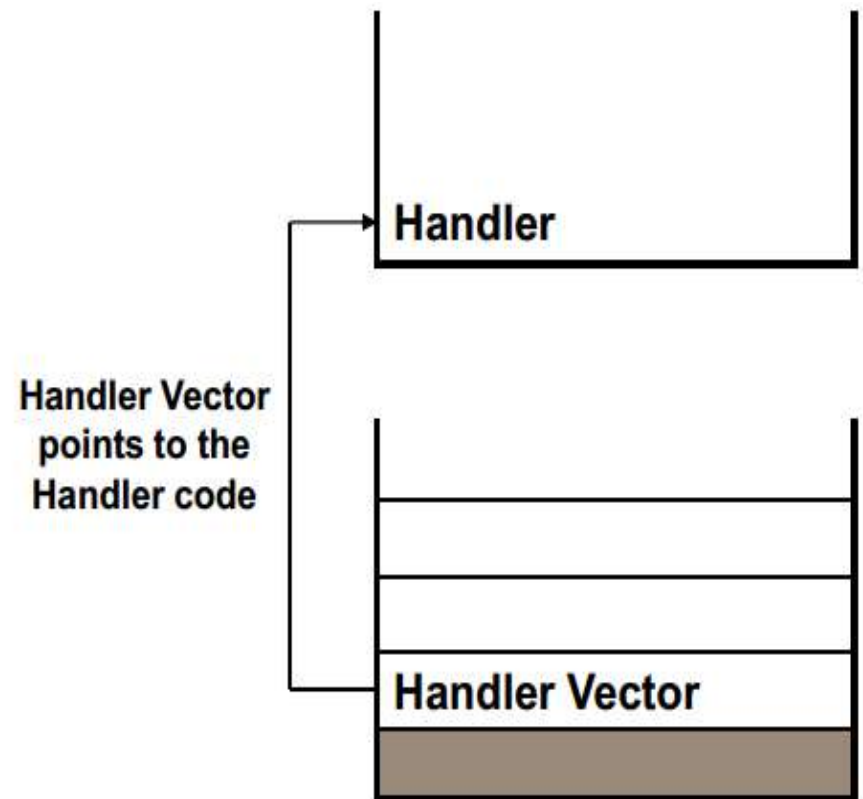 Handler
Handler Vector
points to the
Handler code
Handler Vector